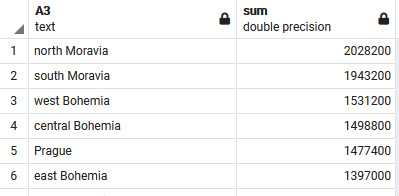 A3 sum
text double precision
1 north Moravia 2028200
2 south Moravia 1943200
3 west Bohemia 1531200
4 central Bohemia 1498800
5 Prague 1477400
6 east Bohemia 1397000